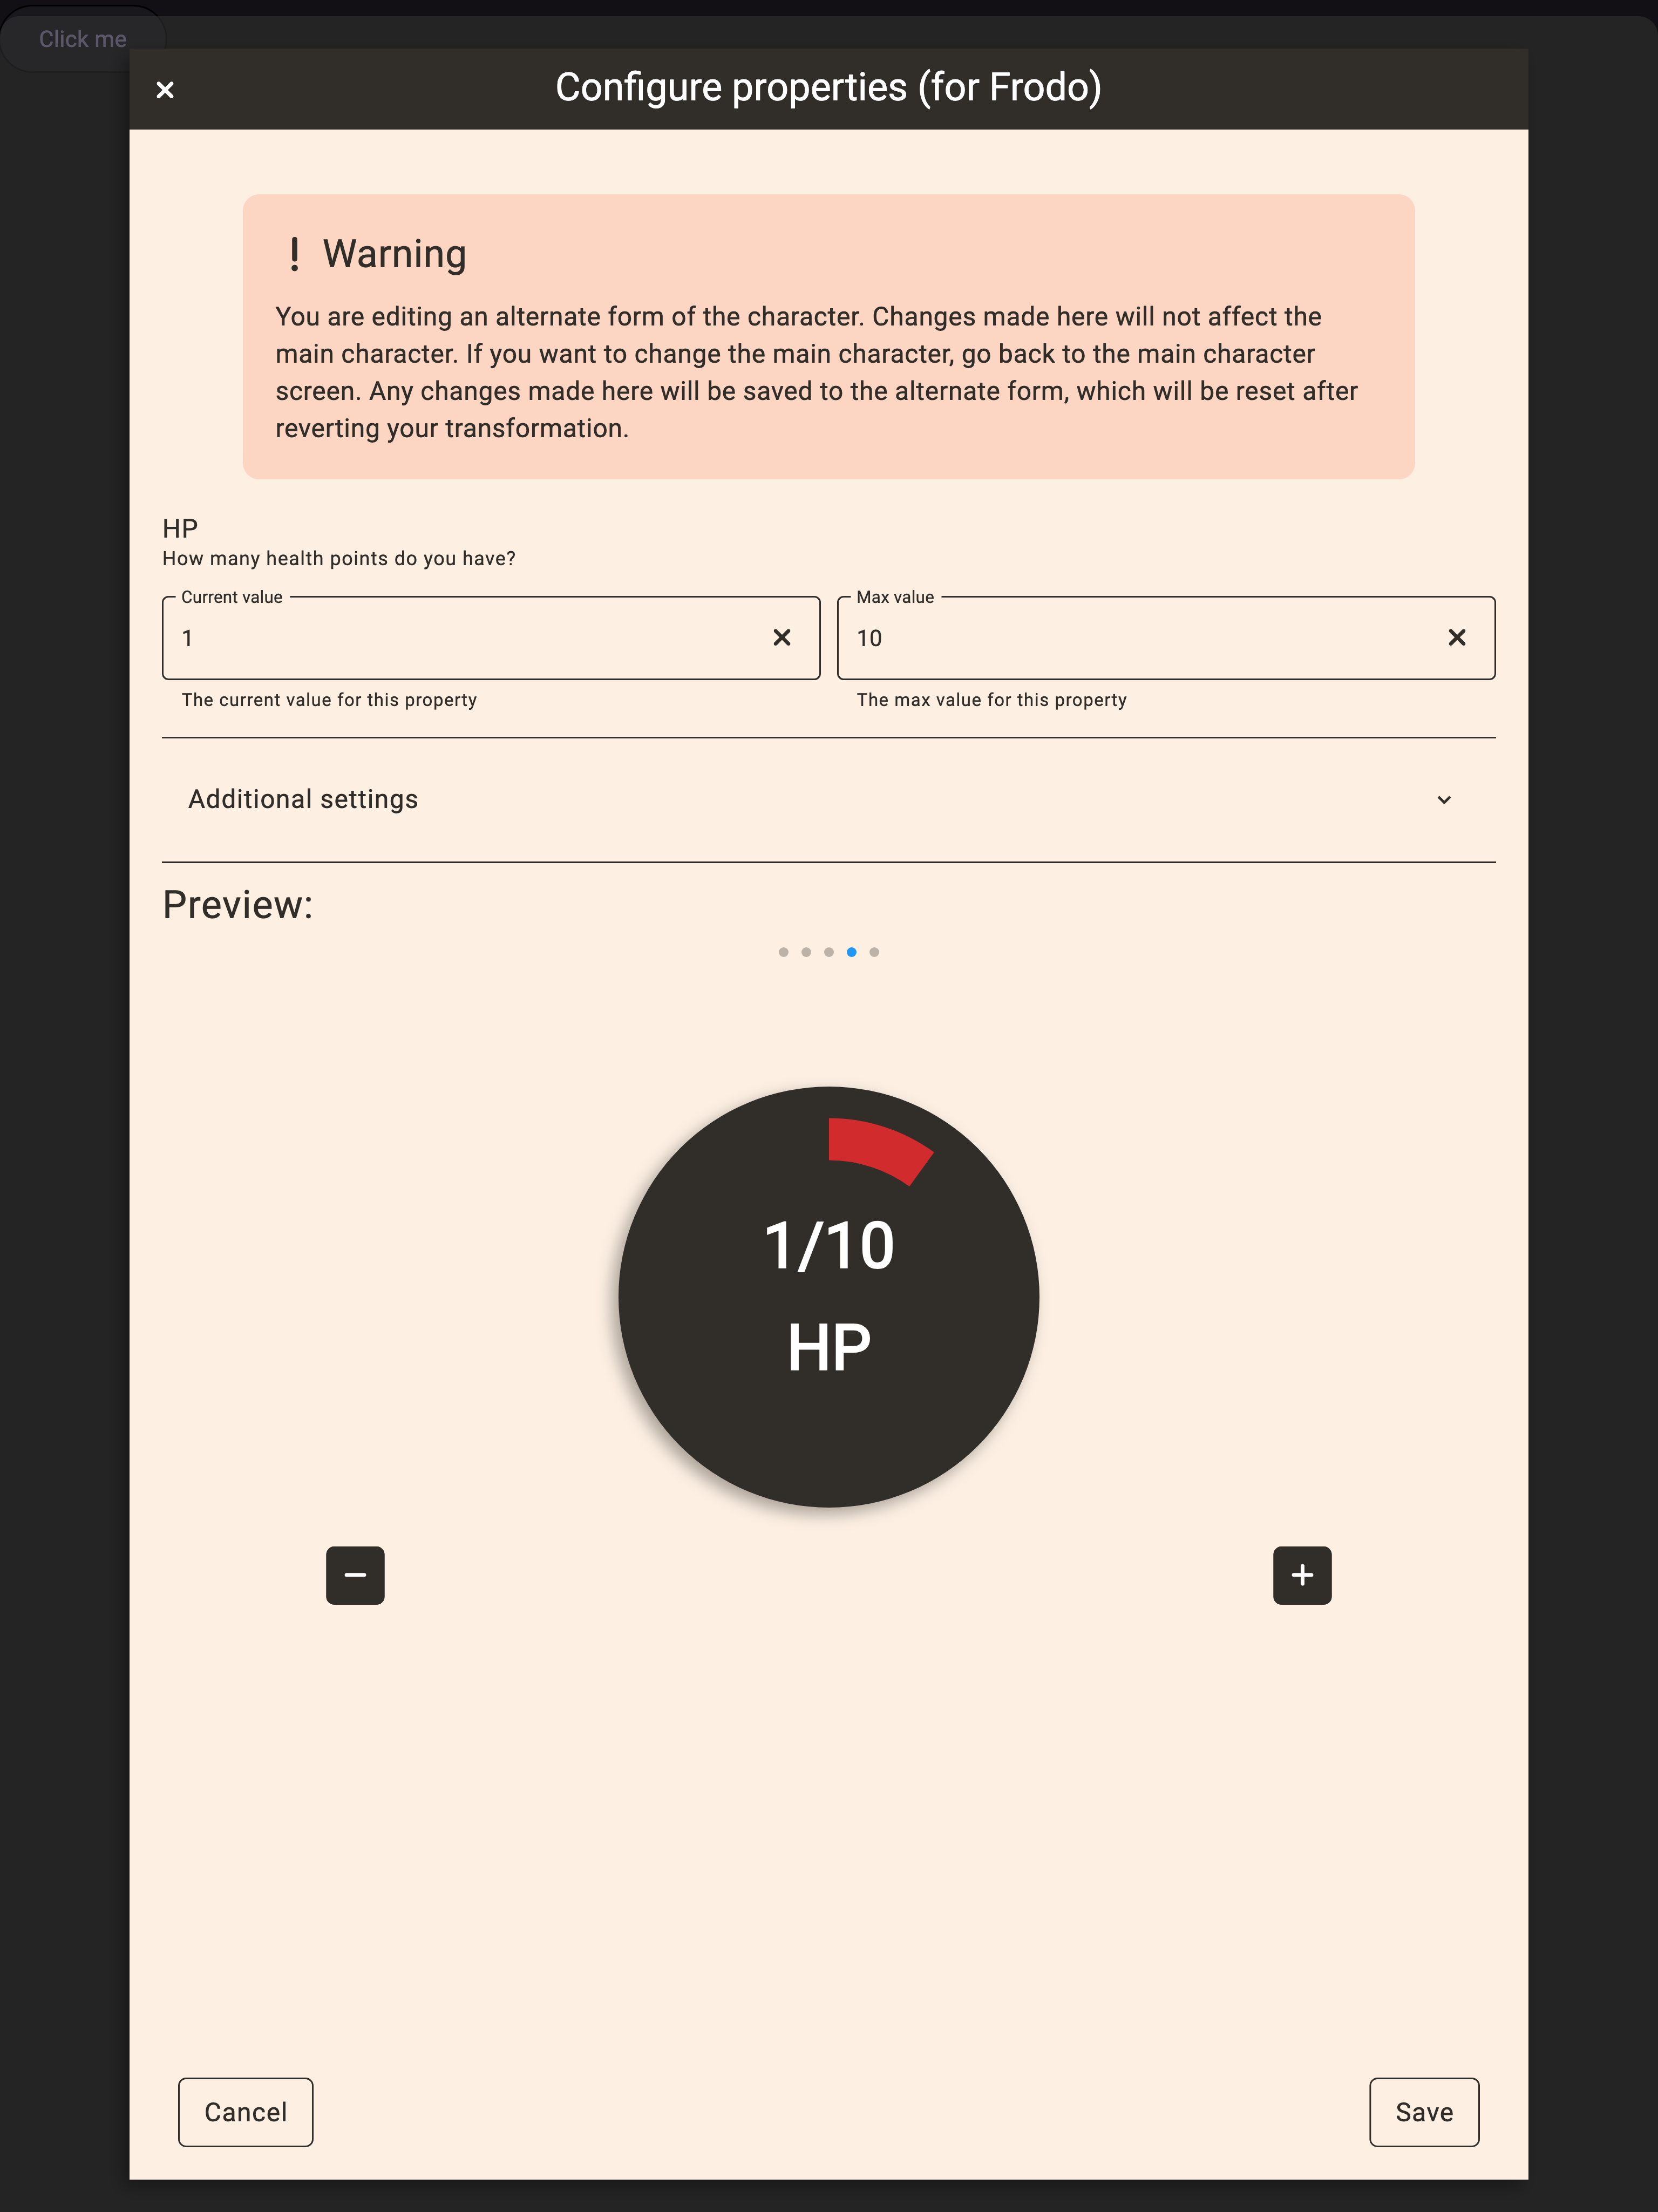 Click me
Configure properties (for Frodo)
Warning
You are editing an alternate form of the character. Changes made here will not affect the
main character. If you want to change the main character, go back to the main character
screen. Any changes made here will be saved to the alternate form, which will be reset after
reverting your transformation.
HP
How many health points do you have?
Current value
1
The current value for this property
Max value
10
The max value for this property
Additional settings
Preview:
1/10
HP
Cancel
Save